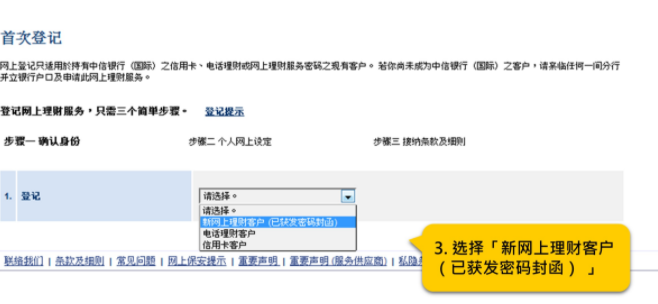 首次登记
网上登记只适用於持有中信银行（国际）之信用卡、电话理财或网上理财服务密码之现有客户。若你尚未成为中信银行（国际）之客户，请亲临任何一间分行
开立银行户口及申请此网上理财服务。
登记网上理财服务，只需三个简单步骤。 登记提示
步骤一 确认身份 步骤二 个人网上设定 步骤三 接纳条款及细则
1. 登记 请选择。
请选择。
新网上理财客户 (已获发密码封函)
电话理财客户
信用卡客户
3. 选择「新网上理财客户
（已获发密码封函）」
联络我们 | 条款及细则 | 常见问题 | 网上保安提示 | 重要声明 | 重要声明 (服务供应商) | 私隐